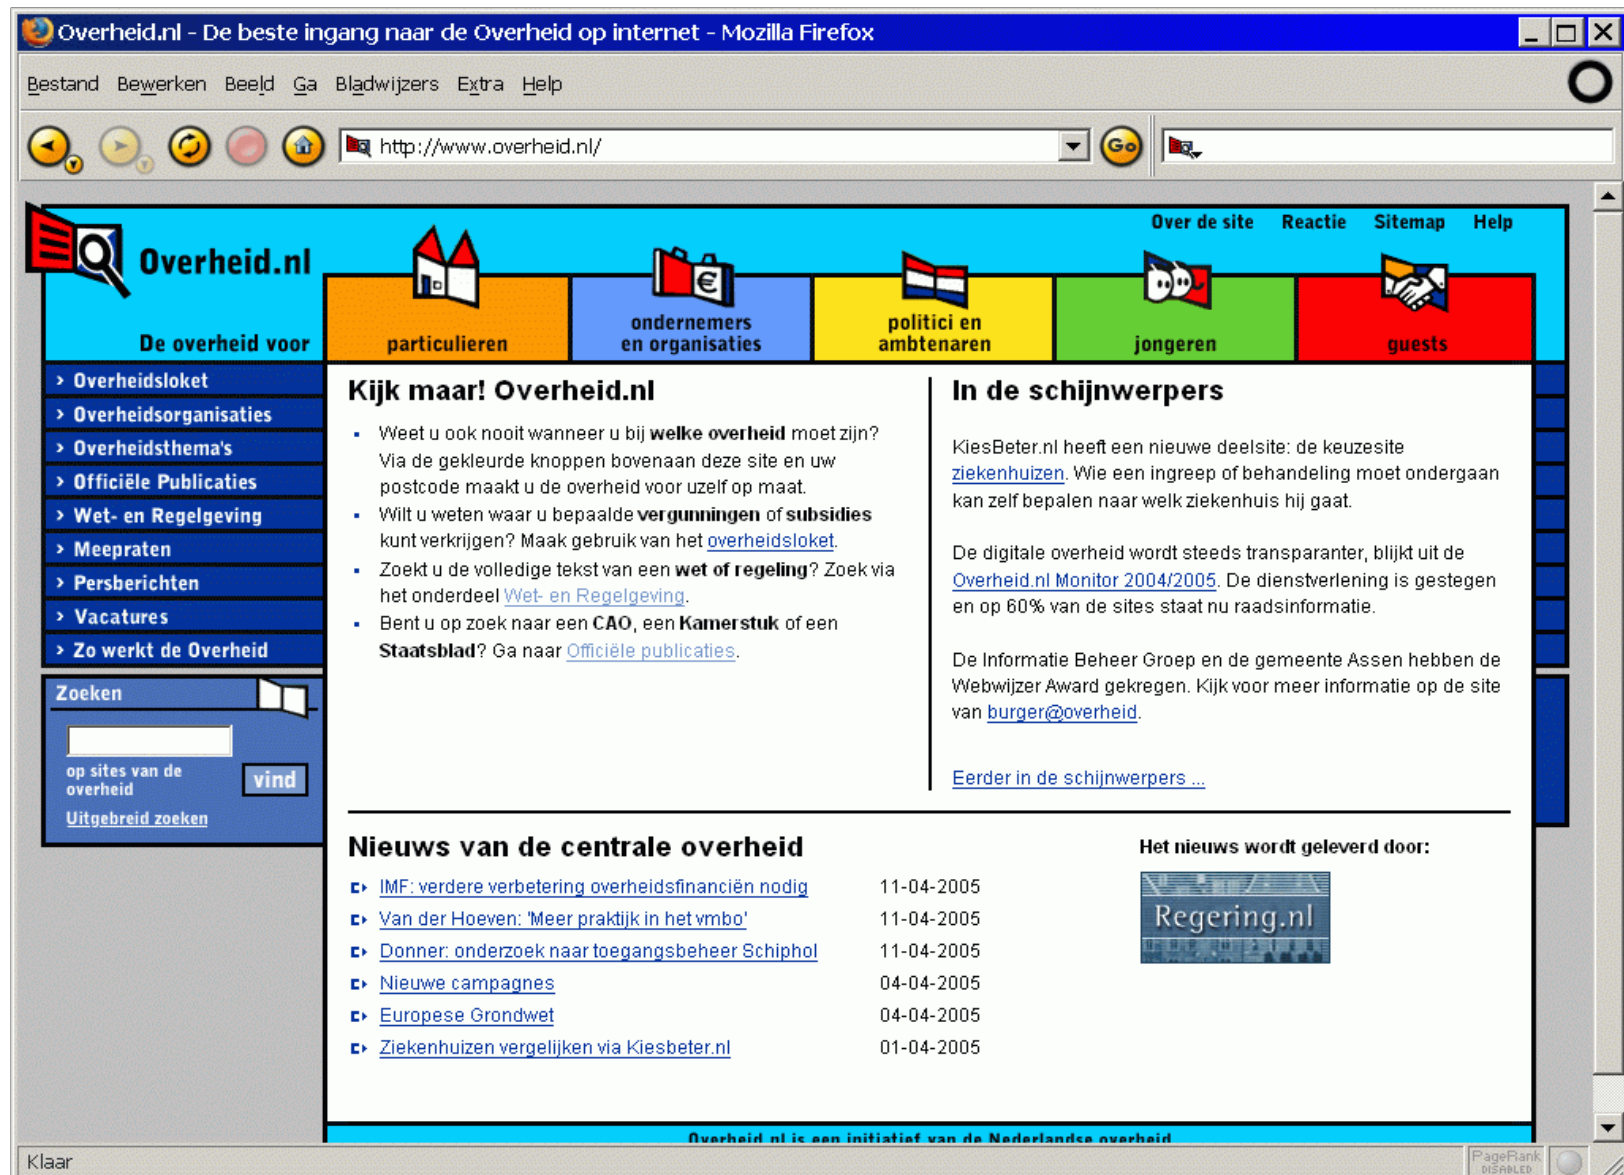 Overheid.nl - De beste ingang naar de Overheid op internet - Mozilla Firefox
Bestand Bewerken Beeld Ga Bladwijzers Extra Help
http://www.overheid.nl/
Go
Over de site Reactie Sitemap Help
Overheid.nl
De overheid voor
particulieren
ondernemers
en organisaties
politici en
ambtenaren
jongeren
guests
› Overheidsloket
› Overheidsorganisaties
› Overheidsthema's
› Officiële Publicaties
› Wet- en Regelgeving
› Meepraten
› Persberichten
› Vacatures
› Zo werkt de Overheid
Zoeken
op sites van de
overheid
vind
Uitgebreid zoeken
Kijk maar! Overheid.nl
Weet u ook nooit wanneer u bij welke overheid moet zijn?
Via de gekleurde knoppen bovenaan deze site en uw
postcode maakt u de overheid voor uzelf op maat.
Wilt u weten waar u bepaalde vergunningen of subsidies
kunt verkrijgen? Maak gebruik van het overheidsloket.
Zoekt u de volledige tekst van een wet of regeling? Zoek via
het onderdeel Wet- en Regelgeving.
Bent u op zoek naar een CAO, een Kamerstuk of een
Staatsblad? Ga naar Officiële publicaties.
In de schijnwerpers
KiesBeter.nl heeft een nieuwe deelsite: de keuzesite
ziekenhuizen. Wie een ingreep of behandeling moet ondergaan
kan zelf bepalen naar welk ziekenhuis hij gaat.
De digitale overheid wordt steeds transparanter, blijkt uit de
Overheid.nl Monitor 2004/2005. De dienstverlening is gestegen
en op 60% van de sites staat nu raadsinformatie.
De Informatie Beheer Groep en de gemeente Assen hebben de
Webwijzer Award gekregen. Kijk voor meer informatie op de site
van burger@overheid.
Eerder in de schijnwerpers ...
Nieuws van de centrale overheid
IMF: verdere verbetering overheidsfinanciën nodig 11-04-2005
Van der Hoeven: 'Meer praktijk in het vmbo' 11-04-2005
Donner: onderzoek naar toegangsbeheer Schiphol 11-04-2005
Nieuwe campagnes 04-04-2005
Europese Grondwet 04-04-2005
Ziekenhuizen vergelijken via Kiesbeter.nl 01-04-2005
Het nieuws wordt geleverd door:
Regering.nl
Overheid.nl is een initiatief van de Nederlandse overheid
Klaar
PageRank
DISABLED